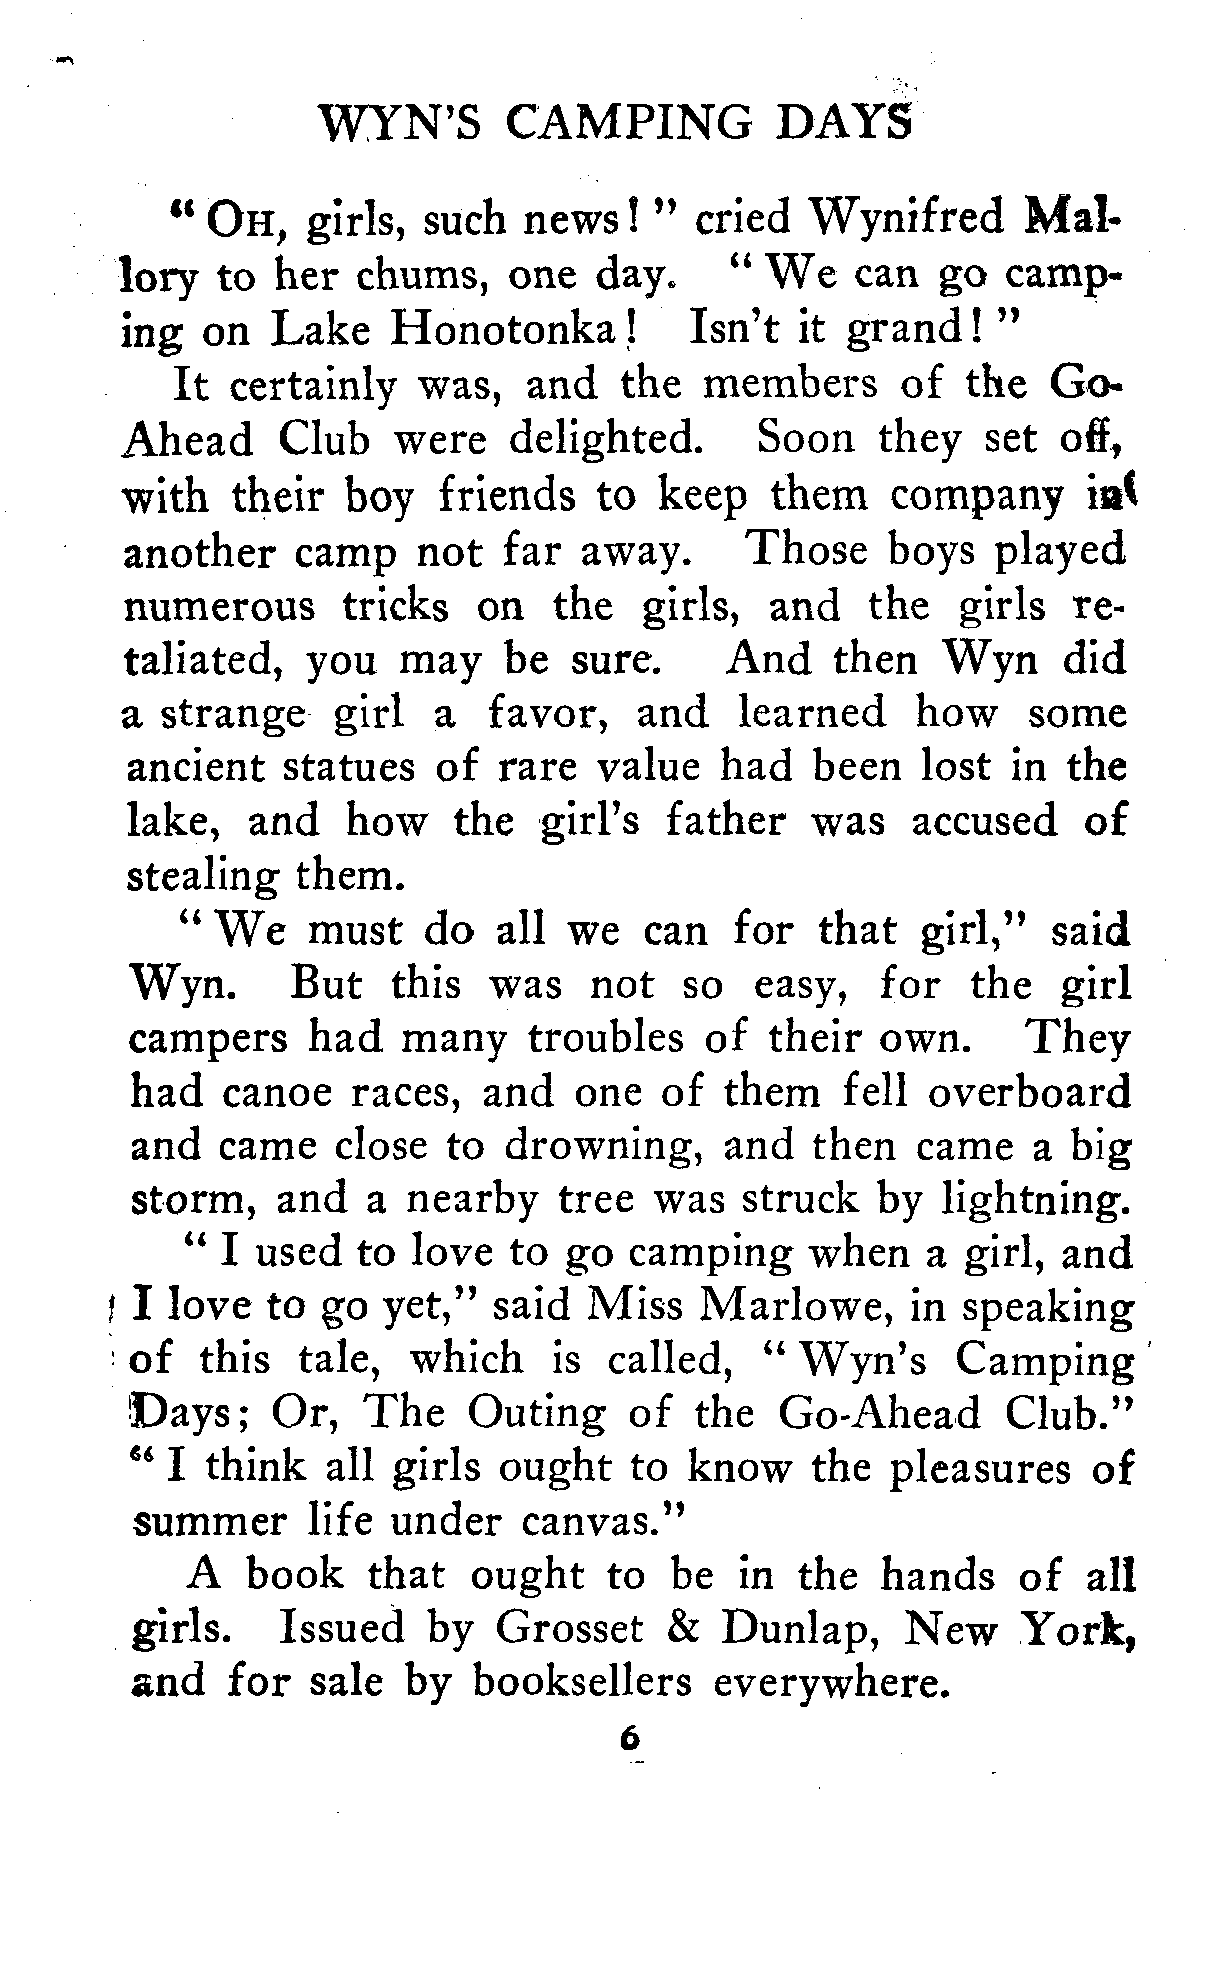 WYN'S CAMPING DAYS
" OH, girls, such news! " cried Wynifred Mal-
lory to her chums, one day. " We can go camp-
ing on Lake Honotonka! Isn't it grand! "
It certainly was, and the members of the Go-
Ahead Club were delighted. Soon they set off,
with their boy friends to keep them company in
another camp not far away. Those boys played
numerous tricks on the girls, and the girls re-
taliated, you may be sure. And then Wyn did
a strange girl a favor, and learned how some
ancient statues of rare value had been lost in the
lake, and how the girl's father was accused of
stealing them.
" We must do all we can for that girl," said
Wyn. But this was not so easy, for the girl
campers had many troubles of their own. They
had canoe races, and one of them fell overboard
and came close to drowning, and then came a big
storm, and a nearby tree was struck by lightning.
" I used to love to go camping when a girl, and
I love to go yet," said Miss Marlowe, in speaking
of this tale, which is called, " Wyn's Camping
Days; Or, The Outing of the Go-Ahead Club."
" I think all girls ought to know the pleasures of
summer life under canvas."
A book that ought to be in the hands of all
girls. Issued by Grosset & Dunlap, New York,
and for sale by booksellers everywhere.
6